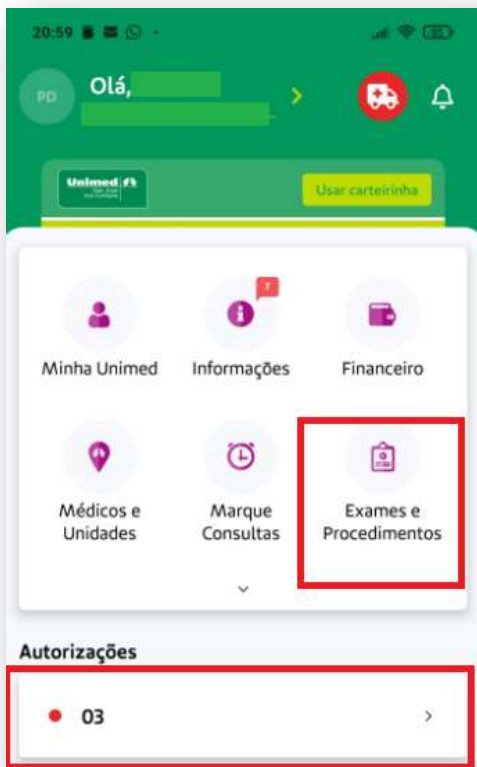 20:59
PD
Olá,
Unimed
Usar carteirinha
7
Minha Unimed
Informações
Financeiro
Médicos e
Unidades
Marque
Consultas
Exames e
Procedimentos
Autorizações
03